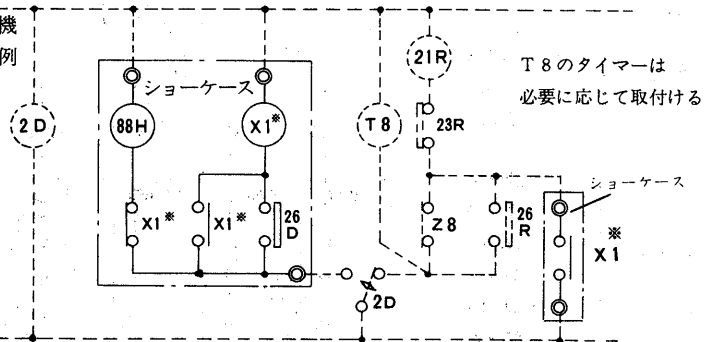 機
例
2D
ショーケース
88H
X1※
X1※
X1※
26
D
T8
21R
23R
Z8
26
R
2D
T8のタイマーは
必要に応じて取付ける
ショーケース
※
X1